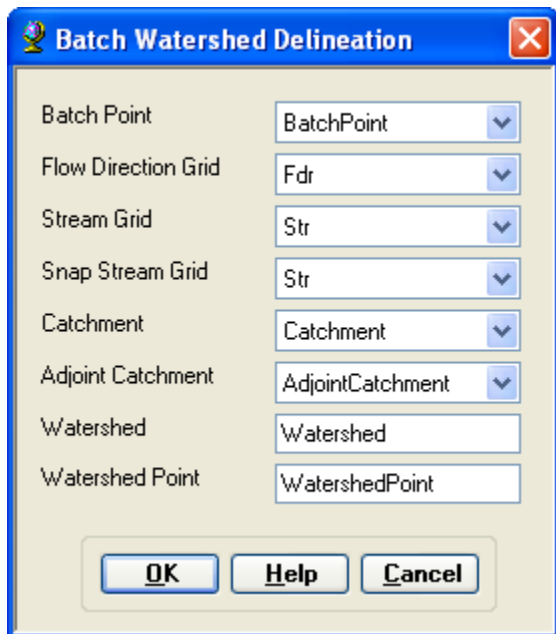 Batch Watershed Delineation
Batch Point BatchPoint
Flow Direction Grid Fdr
Stream Grid Str
Snap Stream Grid Str
Catchment Catchment
Adjoint Catchment AdjointCatchment
Watershed Watershed
Watershed Point WatershedPoint
OK Help Cancel